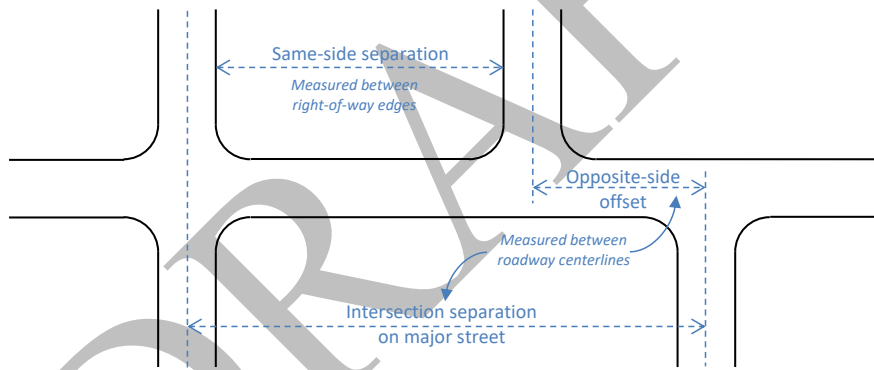 Same-side separation
Measured between
right-of-way edges
Opposite-side
offset
Measured between
roadway centerlines
Intersection separation
on major street
DRAF